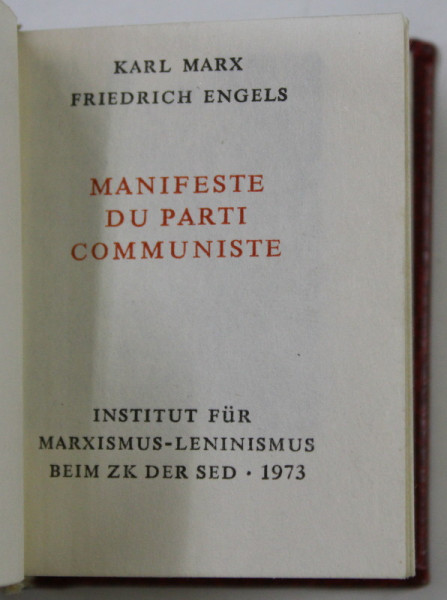 KARL MARX
FRIEDRICH ENGELS
MANIFESTE
DU PARTI
COMMUNISTE
INSTITUT FüR
MARXISMUS-LENINISMUS
BEIM ZK DER SED · 1973